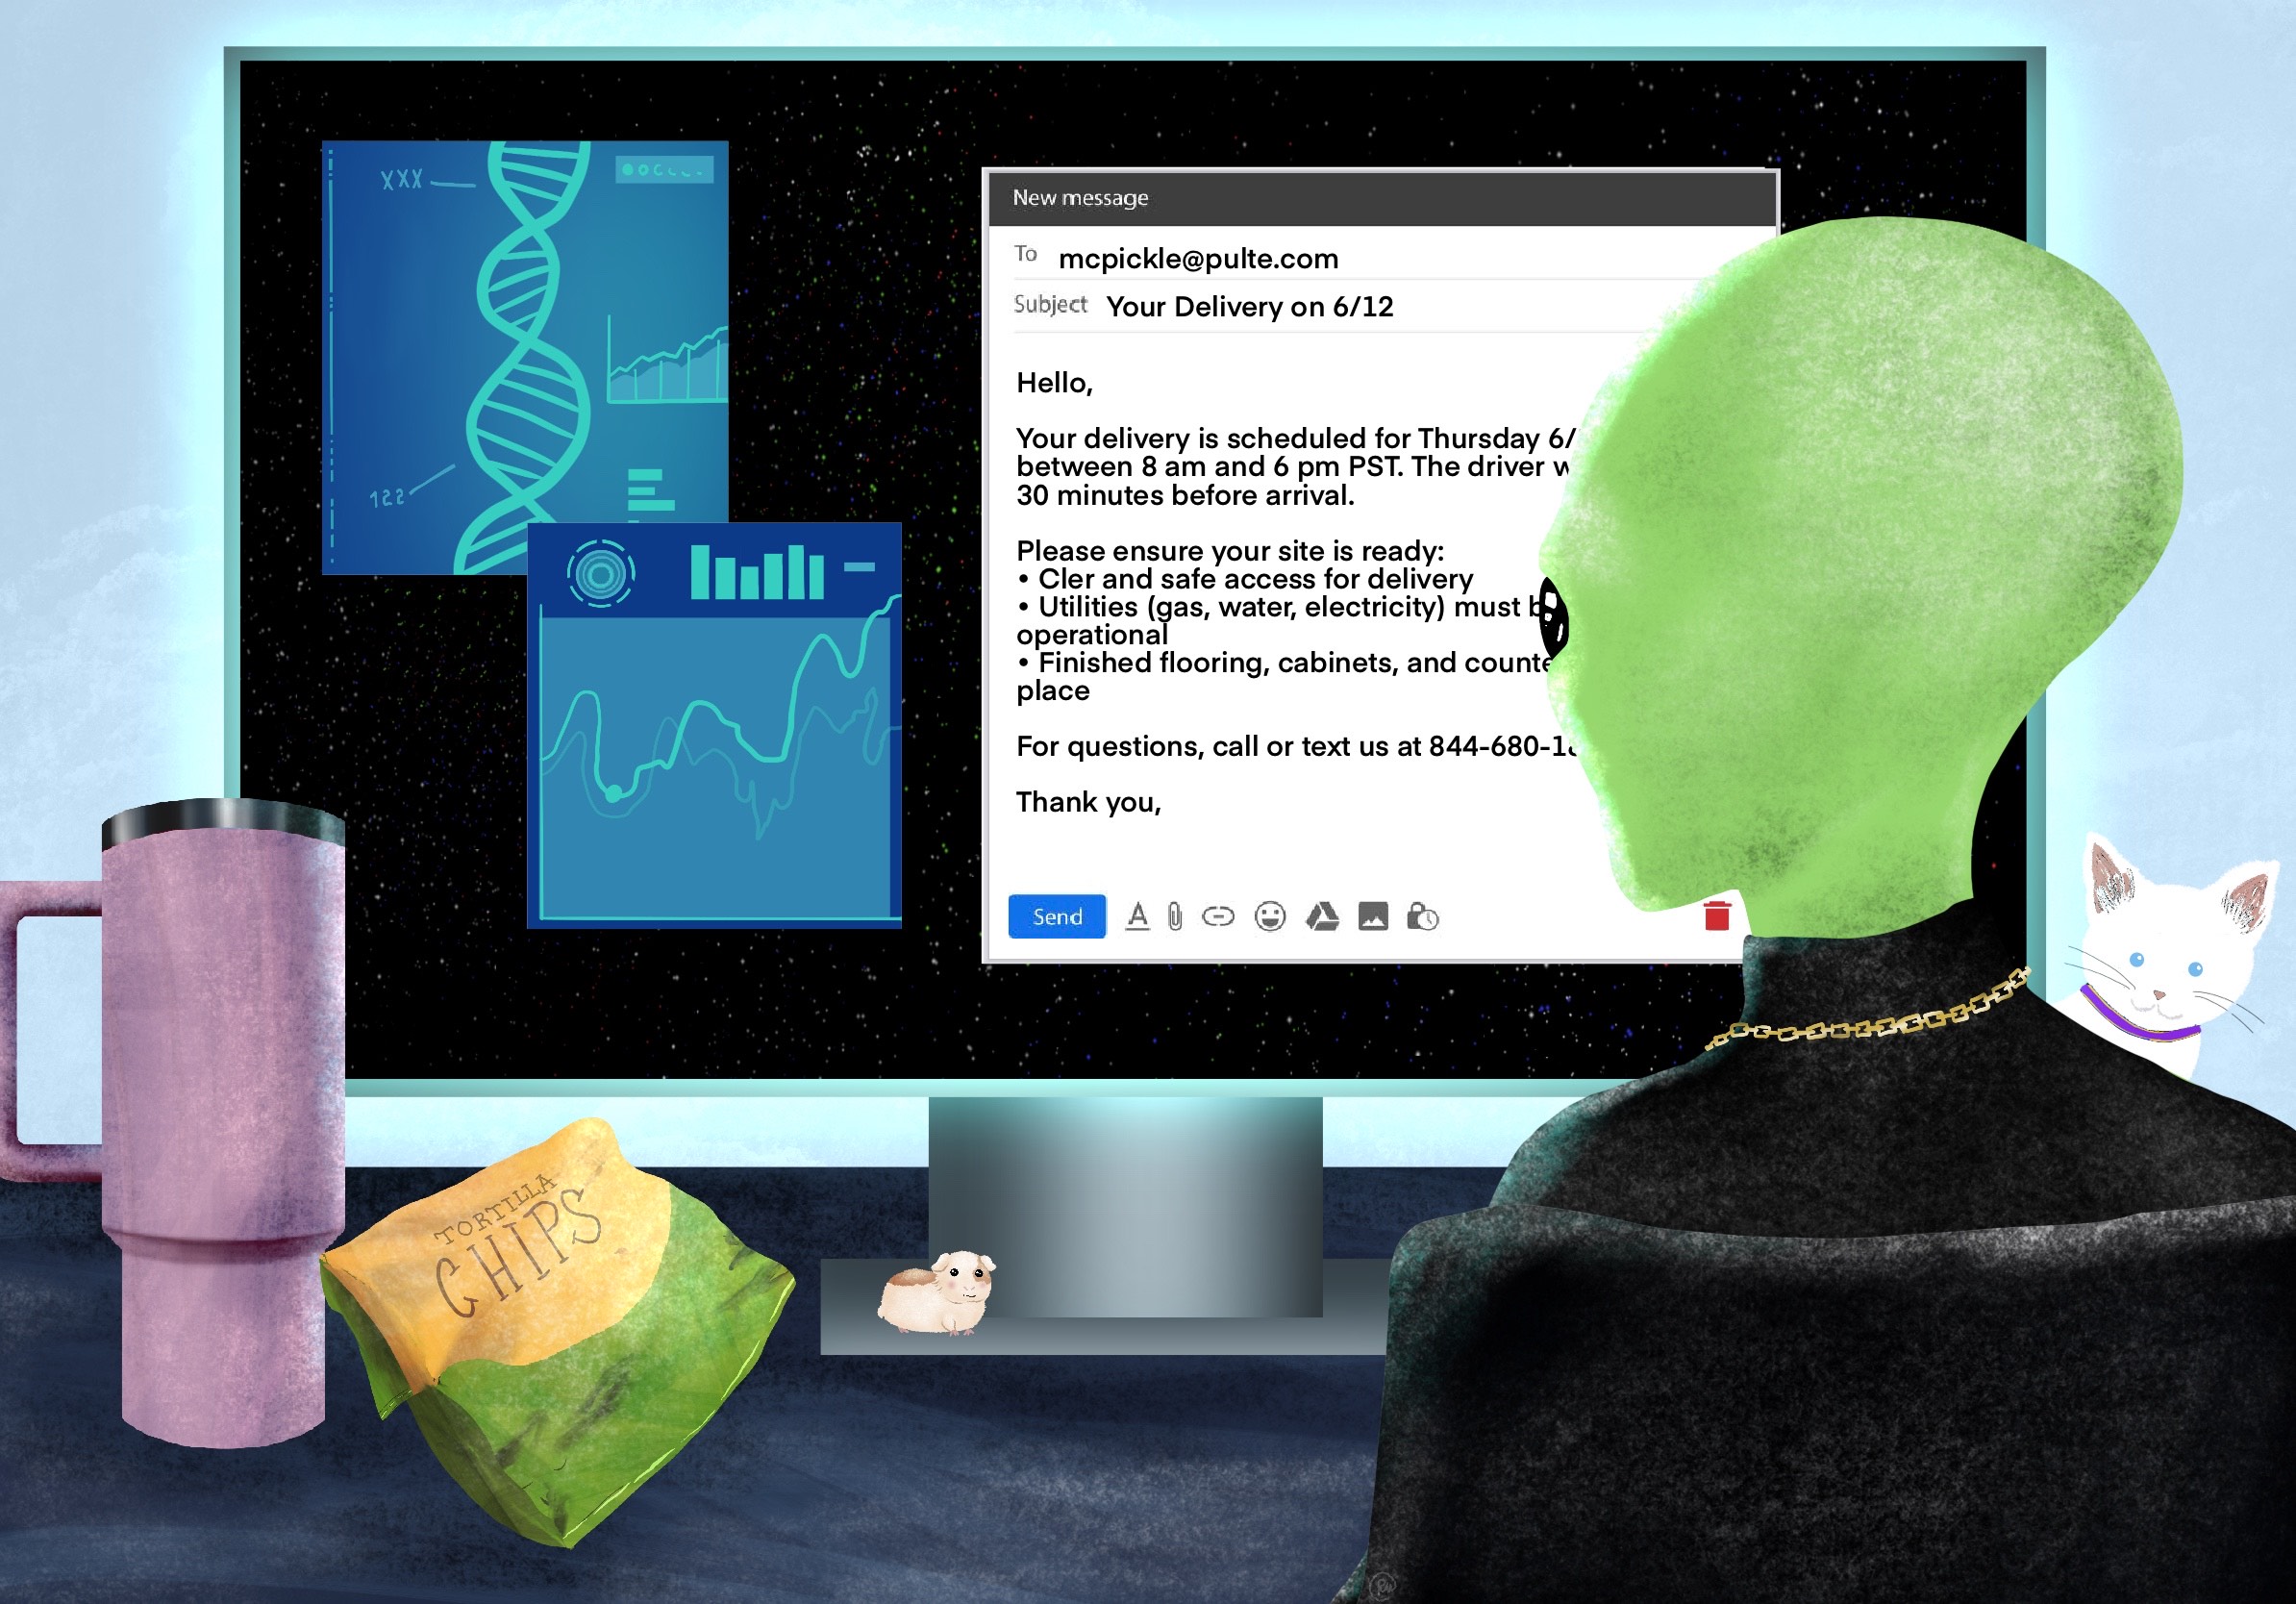 XXX
122
New message
To mcpickle@pulte.com
Subject Your Delivery on 6/12
Hello,
Your delivery is scheduled for Thursday 6/
between 8 am and 6 pm PST. The driver
30 minutes before arrival.
Please ensure your site is ready:
• Cler and safe access for delivery
• Utilities (gas, water, electricity) must
operational
• Finished flooring, cabinets, and
place
For questions, call or text us at 844-680-
Thank you,
Send
TORTILLA
CHIPS